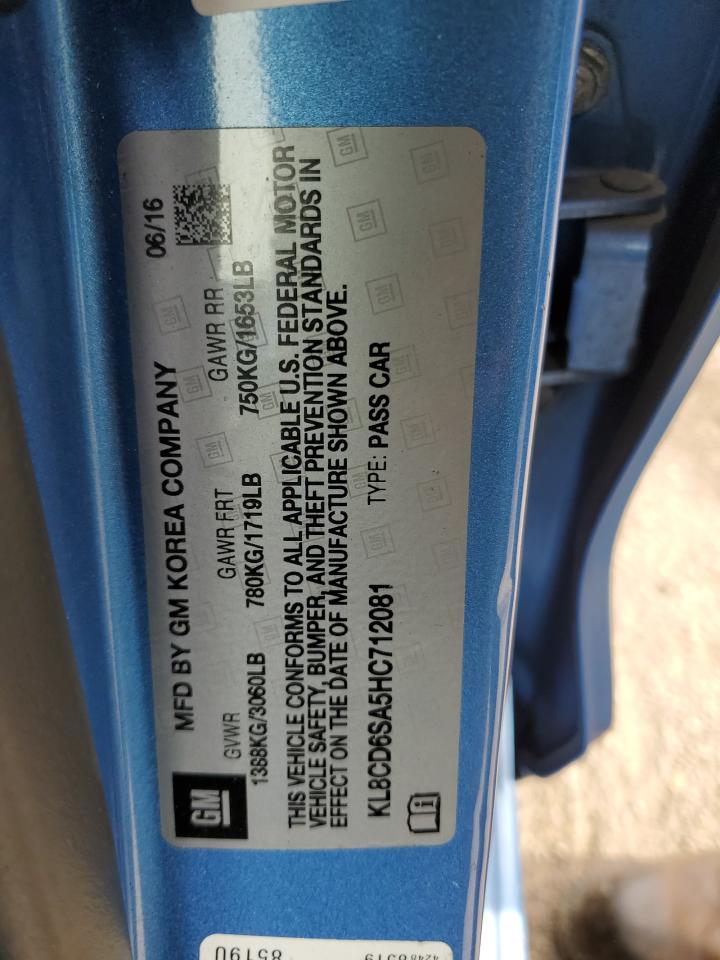 MFD BY GM KOREA COMPANY 06/16
GM
GVWR GAWR FRT GAWR RR
1388KG/3060LB 780KG/1719LB 750KG/1653LB
THIS VEHICLE CONFORMS TO ALL APPLICABLE U.S. FEDERAL MOTOR
VEHICLE SAFETY, BUMPER, AND THEFT PREVENTION STANDARDS IN
EFFECT ON THE DATE OF MANUFACTURE SHOWN ABOVE.
KL8CD6SA5HC712081 TYPE: PASS CAR